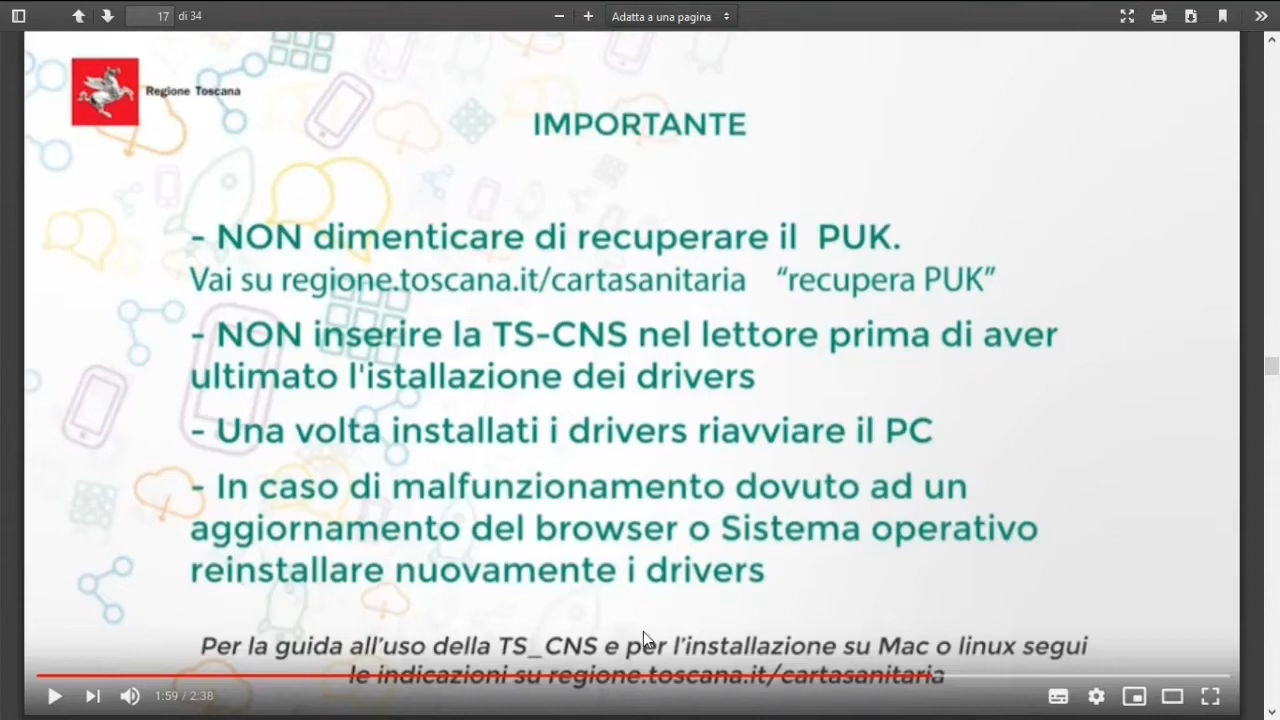 17 di 34
Adatta a una pagina
Regione Toscana
IMPORTANTE
- NON dimenticare di recuperare il PUK.
Vai su regione.toscana.it/cartasanitaria "recupera PUK"
- NON inserire la TS-CNS nel lettore prima di aver
ultimato l'istallazione dei drivers
- Una volta installati i drivers riavviare il PC
- In caso di malfunzionamento dovuto ad un
aggiornamento del browser o Sistema operativo
reinstallare nuovamente i drivers
Per la guida all'uso della TS_CNS e per l'installazione su Mac o linux segui
le indicazioni su regione.toscana.it/cartasanitaria
1:59 / 2:38